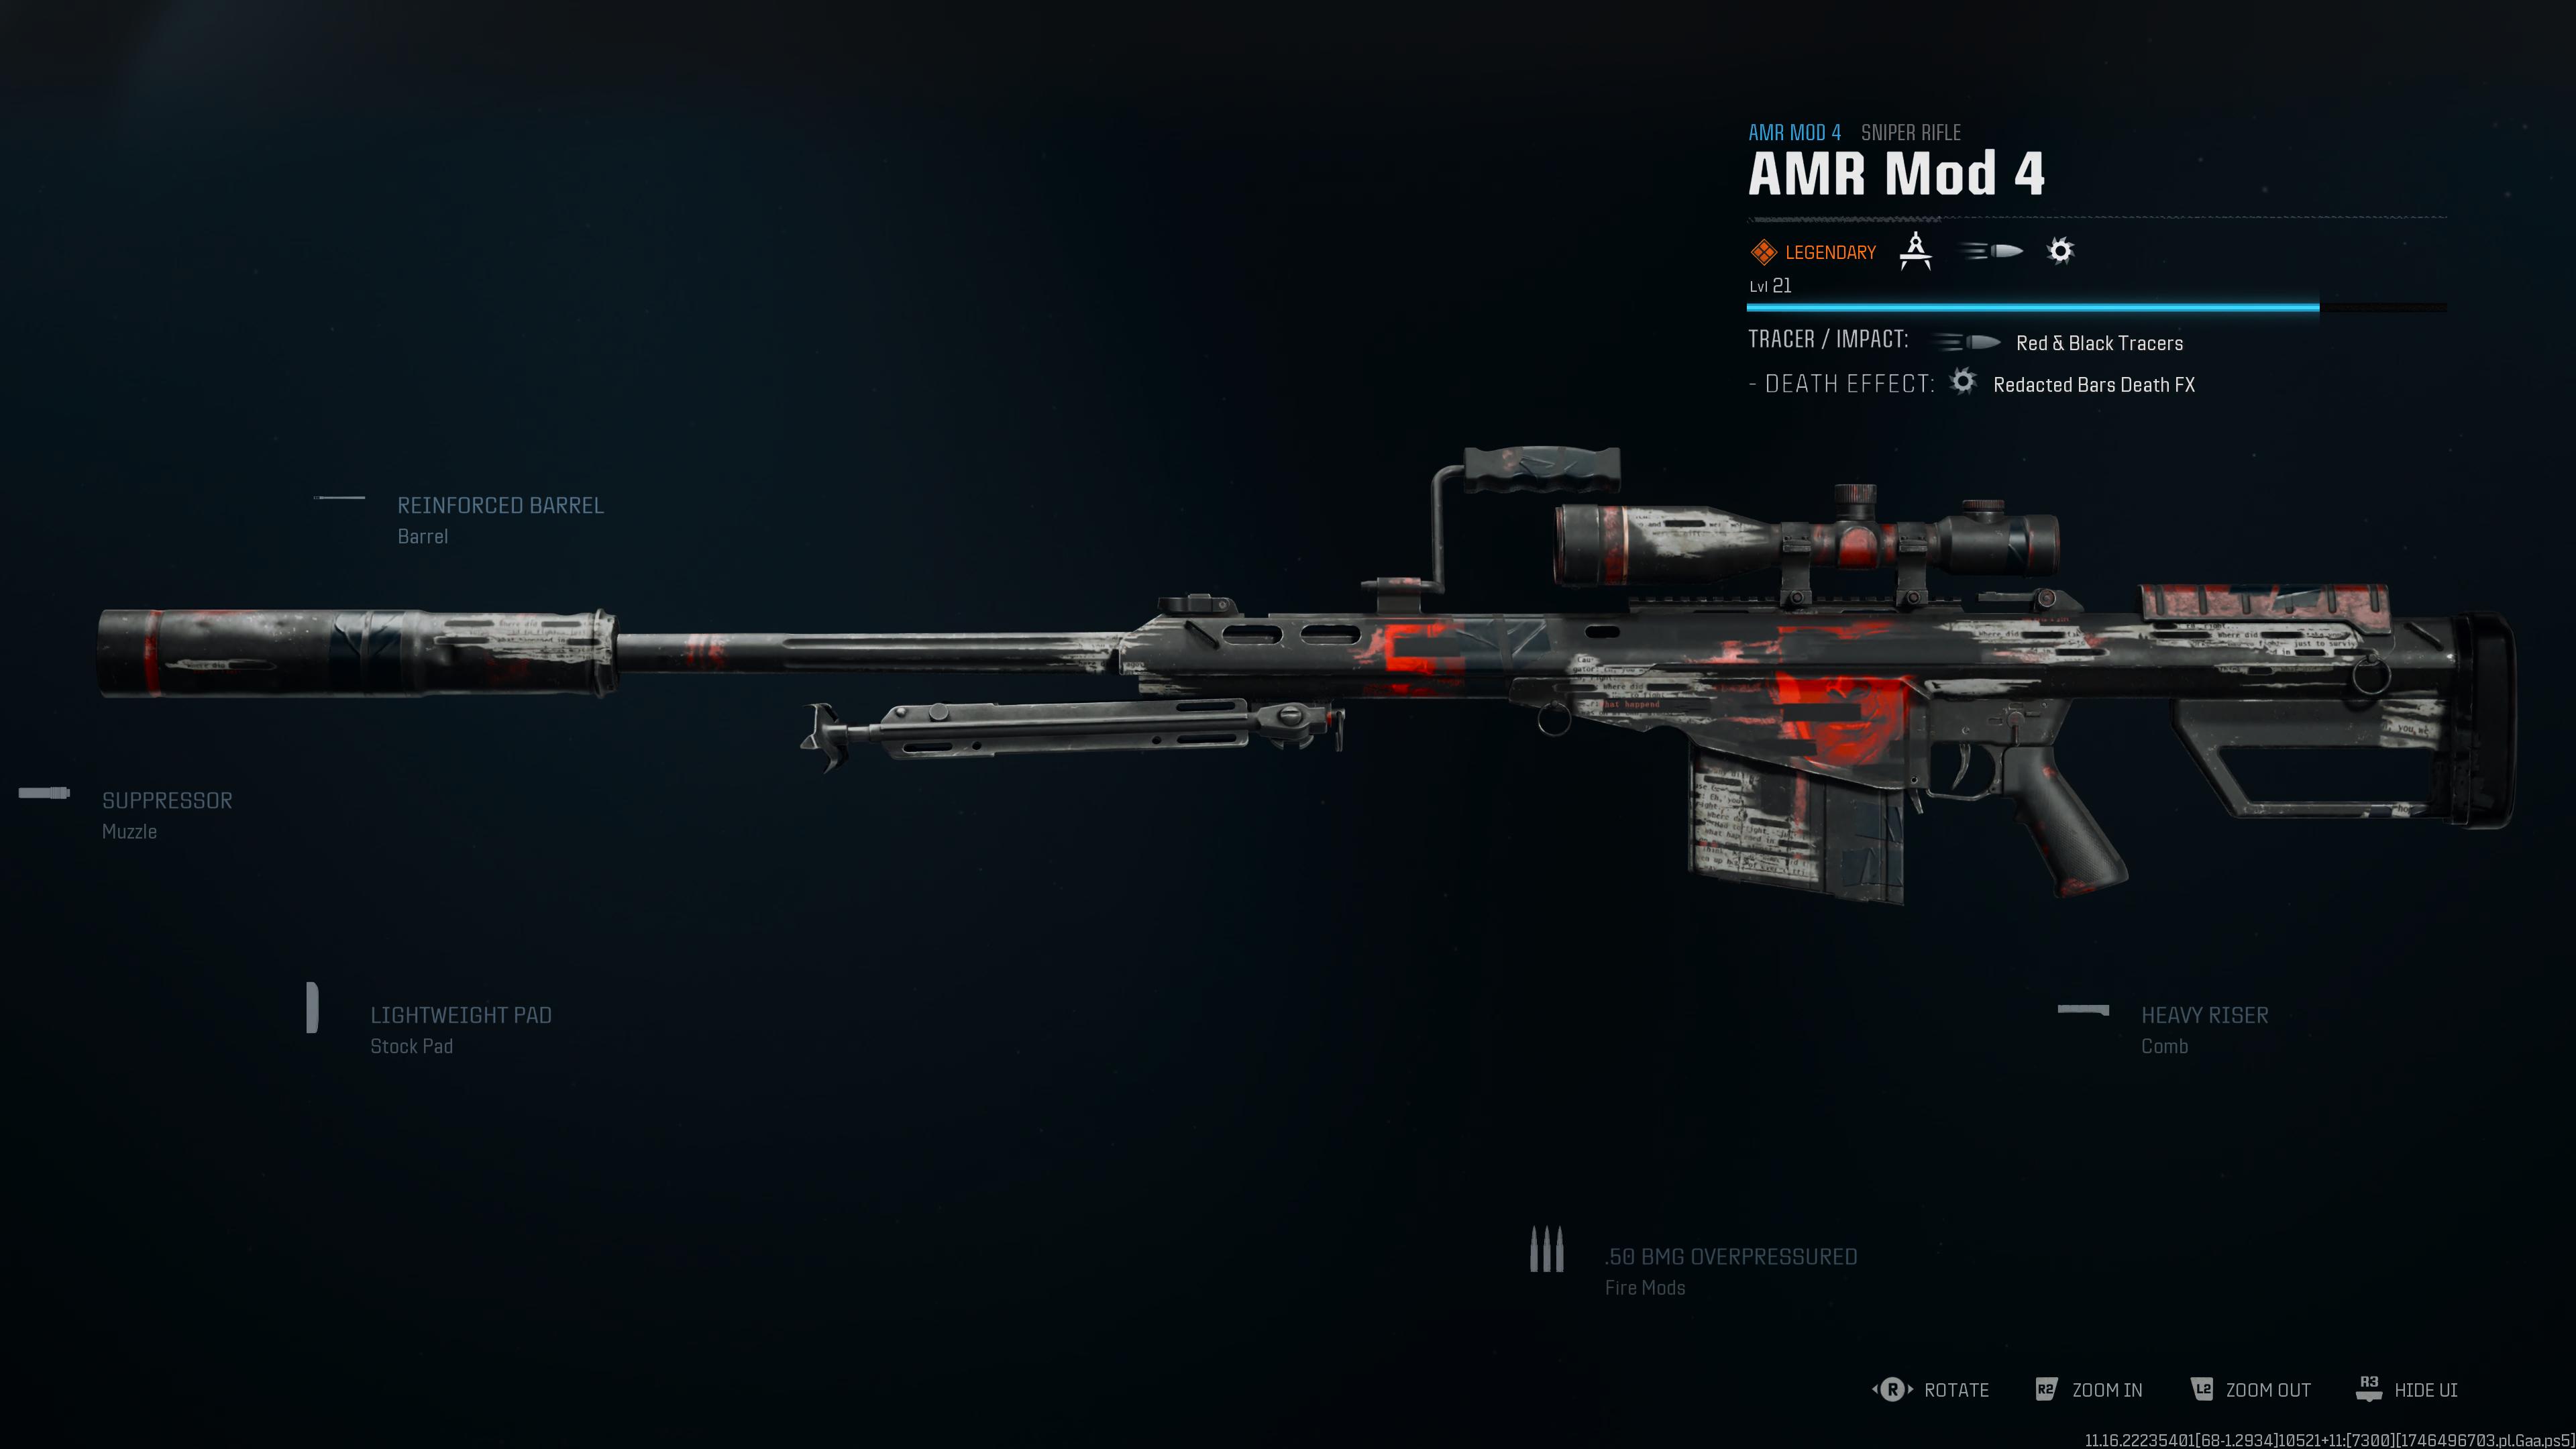 AMR MOD 4 SNIPER RIFLE
AMR Mod 4
LEGENDARY
Lvl 21
TRACER / IMPACT: Red & Black Tracers
- DEATH EFFECT: Redacted Bars Death FX
REINFORCED BARREL
Barrel
SUPPRESSOR
Muzzle
LIGHTWEIGHT PAD
Stock Pad
HEAVY RISER
Comb
.50 BMG OVERPRESSURED
Fire Mods
R ROTATE R2 ZOOM IN L2 ZOOM OUT R3 HIDE UI
11.16.22235401[68-1.2934]10521+11:[7300][1746496703.pl.Gaa.ps5]